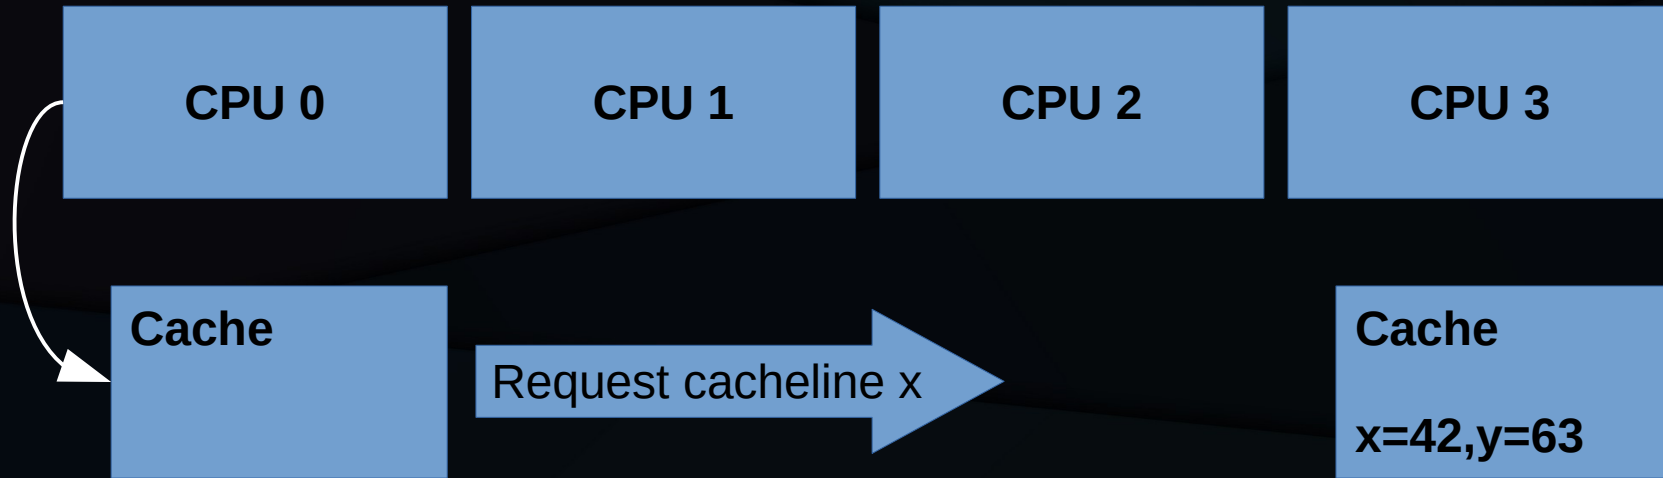 CPU 0
CPU 1
CPU 2
CPU 3
Cache
Request cacheline x
Cache
x=42,y=63